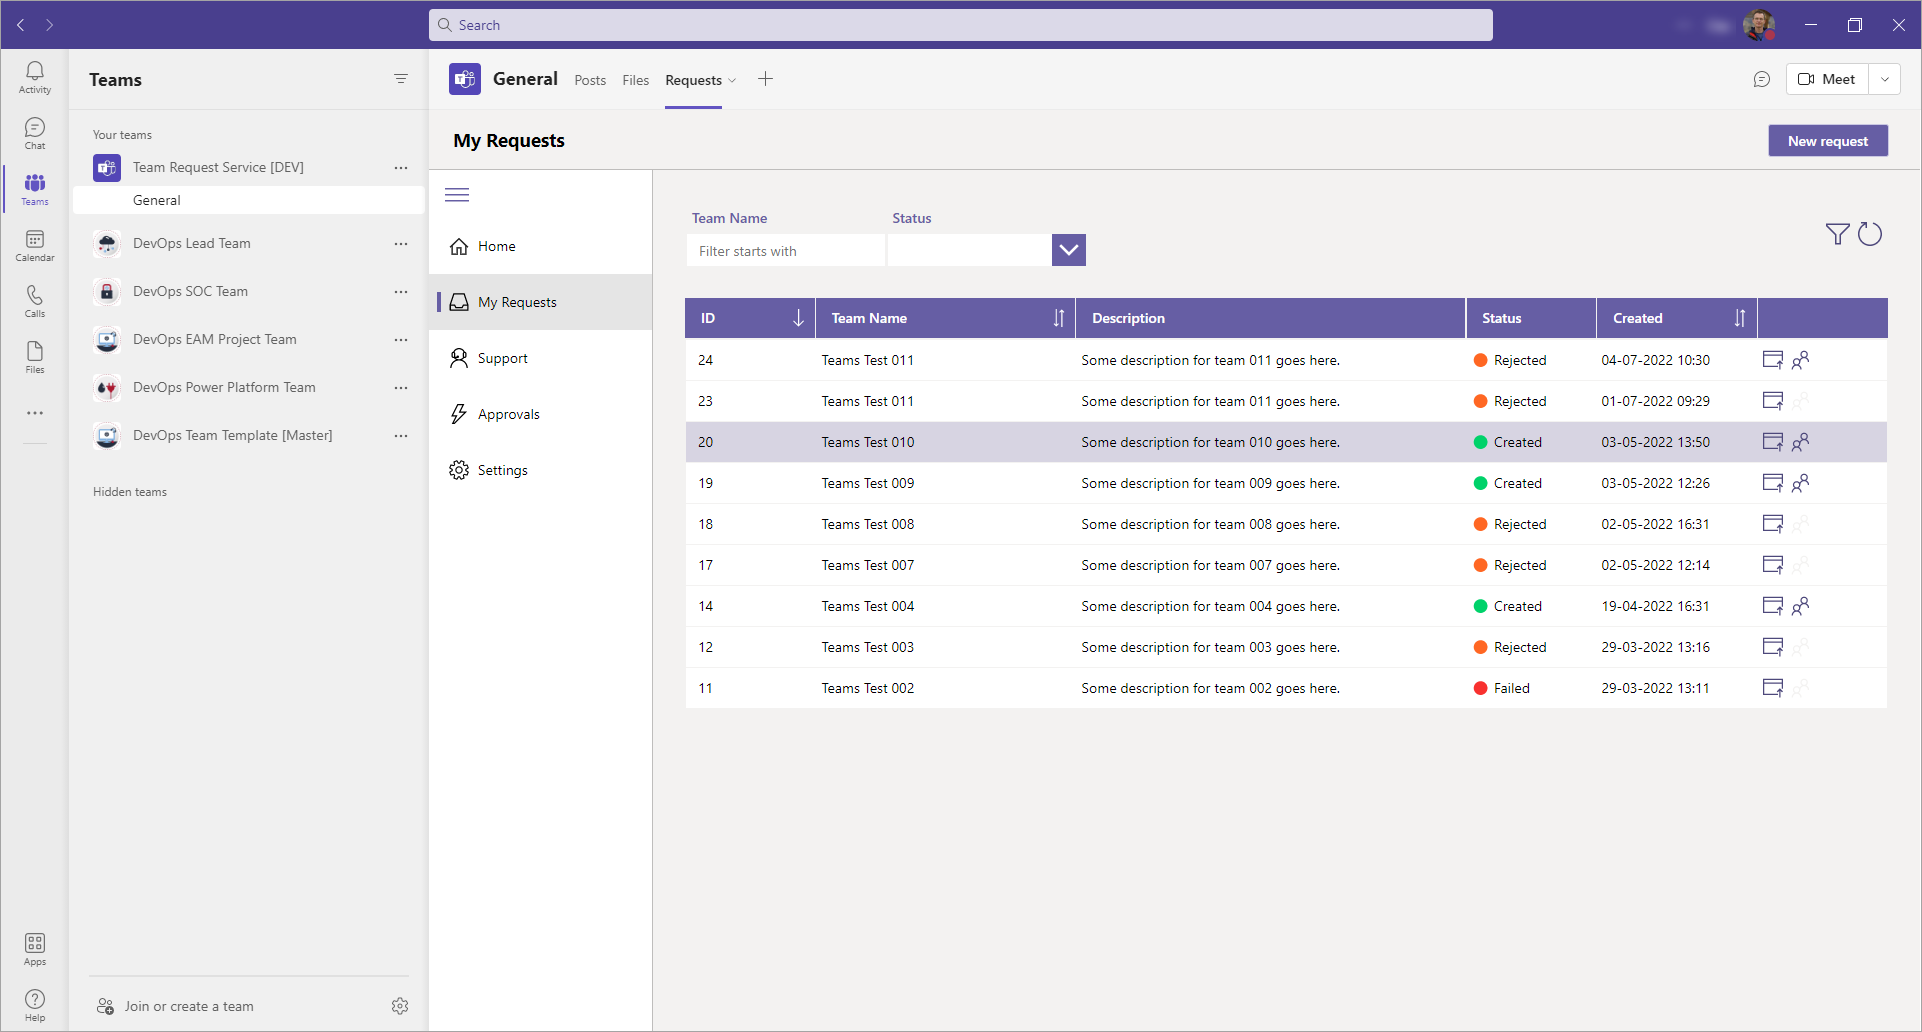 Search
Activity
Chat
Teams
Calendar
Calls
Files
Apps
Help
Teams
Your teams
Team Request Service [DEV]
General
DevOps Lead Team
DevOps SOC Team
DevOps EAM Project Team
DevOps Power Platform Team
DevOps Team Template [Master]
Hidden teams
Join or create a team
General Posts Files Requests
Meet
My Requests
New request
Home
My Requests
Support
Approvals
Settings
Team Name Status
Filter starts with
ID Team Name Description Status Created
24 Teams Test 011 Some description for team 011 goes here. Rejected 04-07-2022 10:30
23 Teams Test 011 Some description for team 011 goes here. Rejected 01-07-2022 09:29
20 Teams Test 010 Some description for team 010 goes here. Created 03-05-2022 13:50
19 Teams Test 009 Some description for team 009 goes here. Created 03-05-2022 12:26
18 Teams Test 008 Some description for team 008 goes here. Rejected 02-05-2022 16:31
17 Teams Test 007 Some description for team 007 goes here. Rejected 02-05-2022 12:14
14 Teams Test 004 Some description for team 004 goes here. Created 19-04-2022 16:31
12 Teams Test 003 Some description for team 003 goes here. Rejected 29-03-2022 13:16
11 Teams Test 002 Some description for team 002 goes here. Failed 29-03-2022 13:11